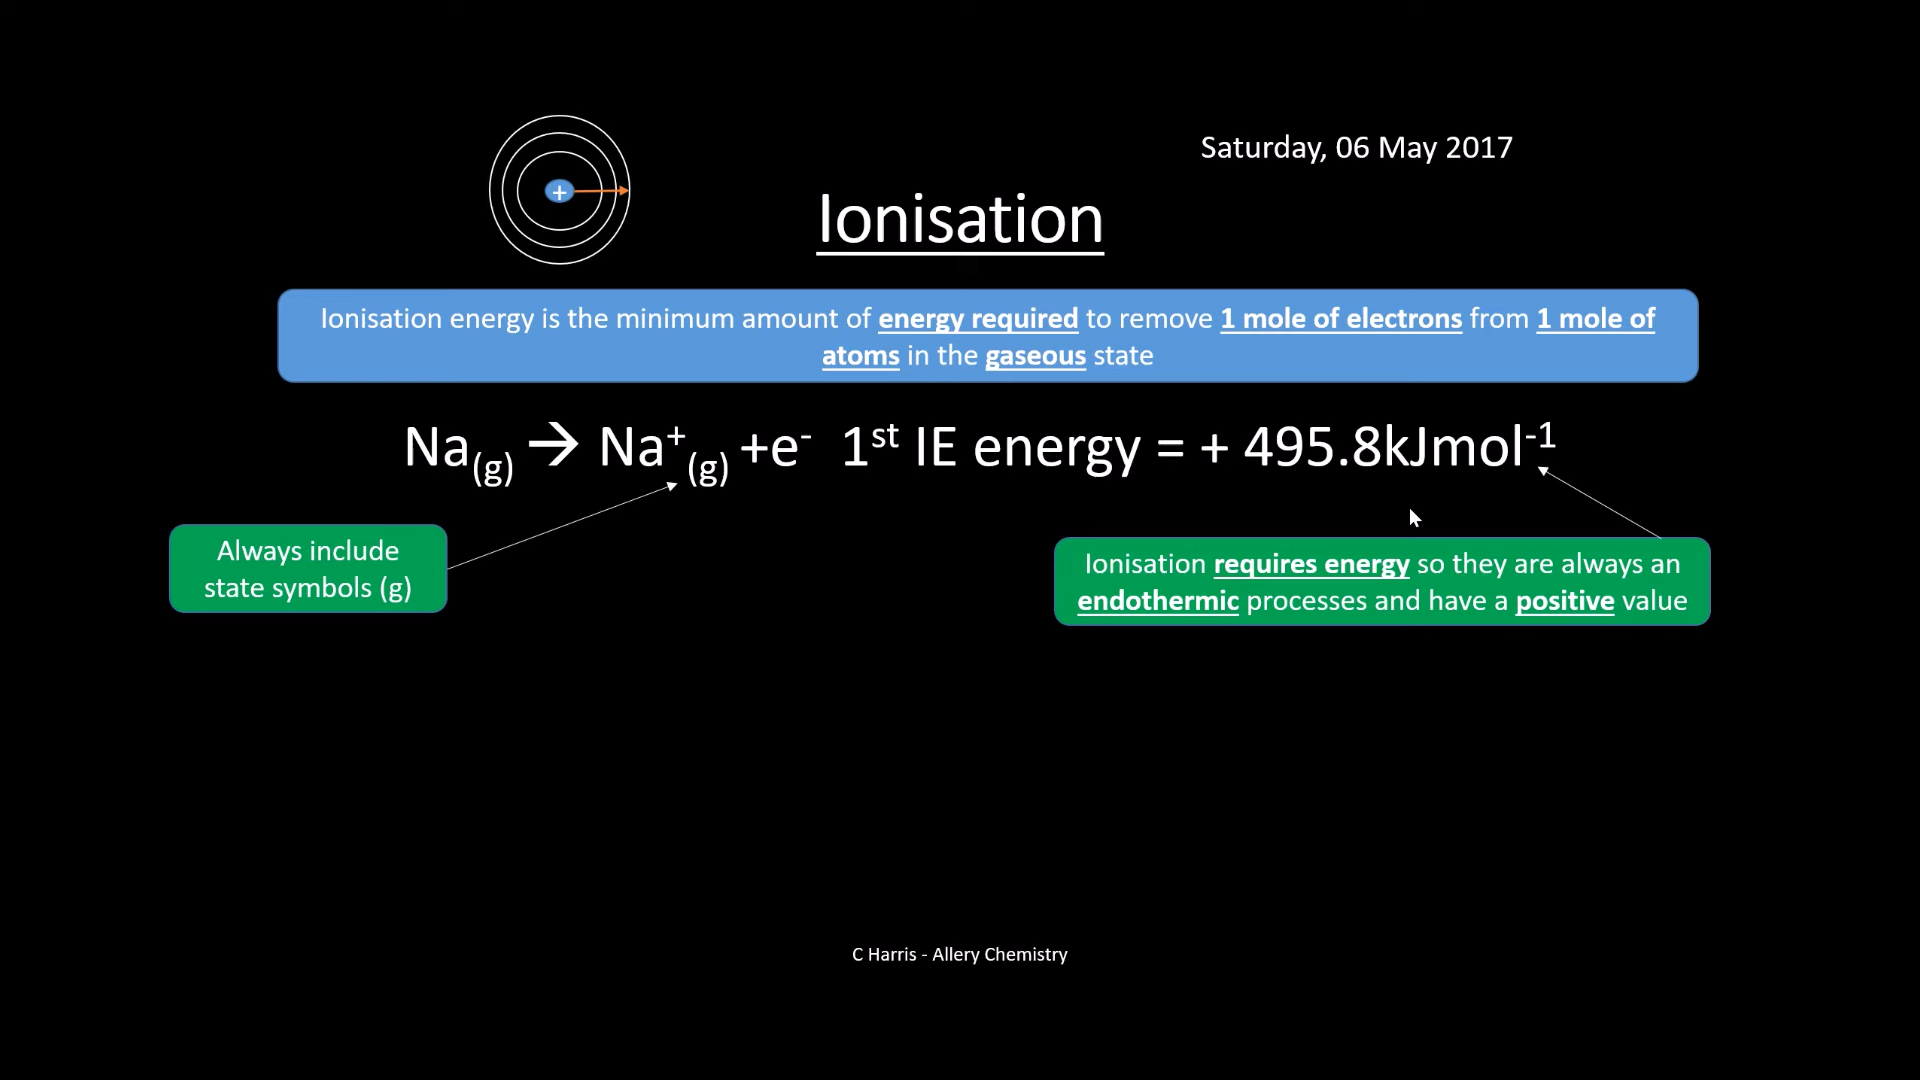 Saturday, 06 May 2017
+
Ionisation
Ionisation energy is the minimum amount of energy required to remove 1 mole of electrons from 1 mole of
atoms in the gaseous state
Na(g) → Na⁺(g) +e⁻ 1ˢᵗ IE energy = + 495.8kJmol⁻¹
Always include
state symbols (g)
Ionisation requires energy so they are always an
endothermic processes and have a positive value
C Harris - Allery Chemistry